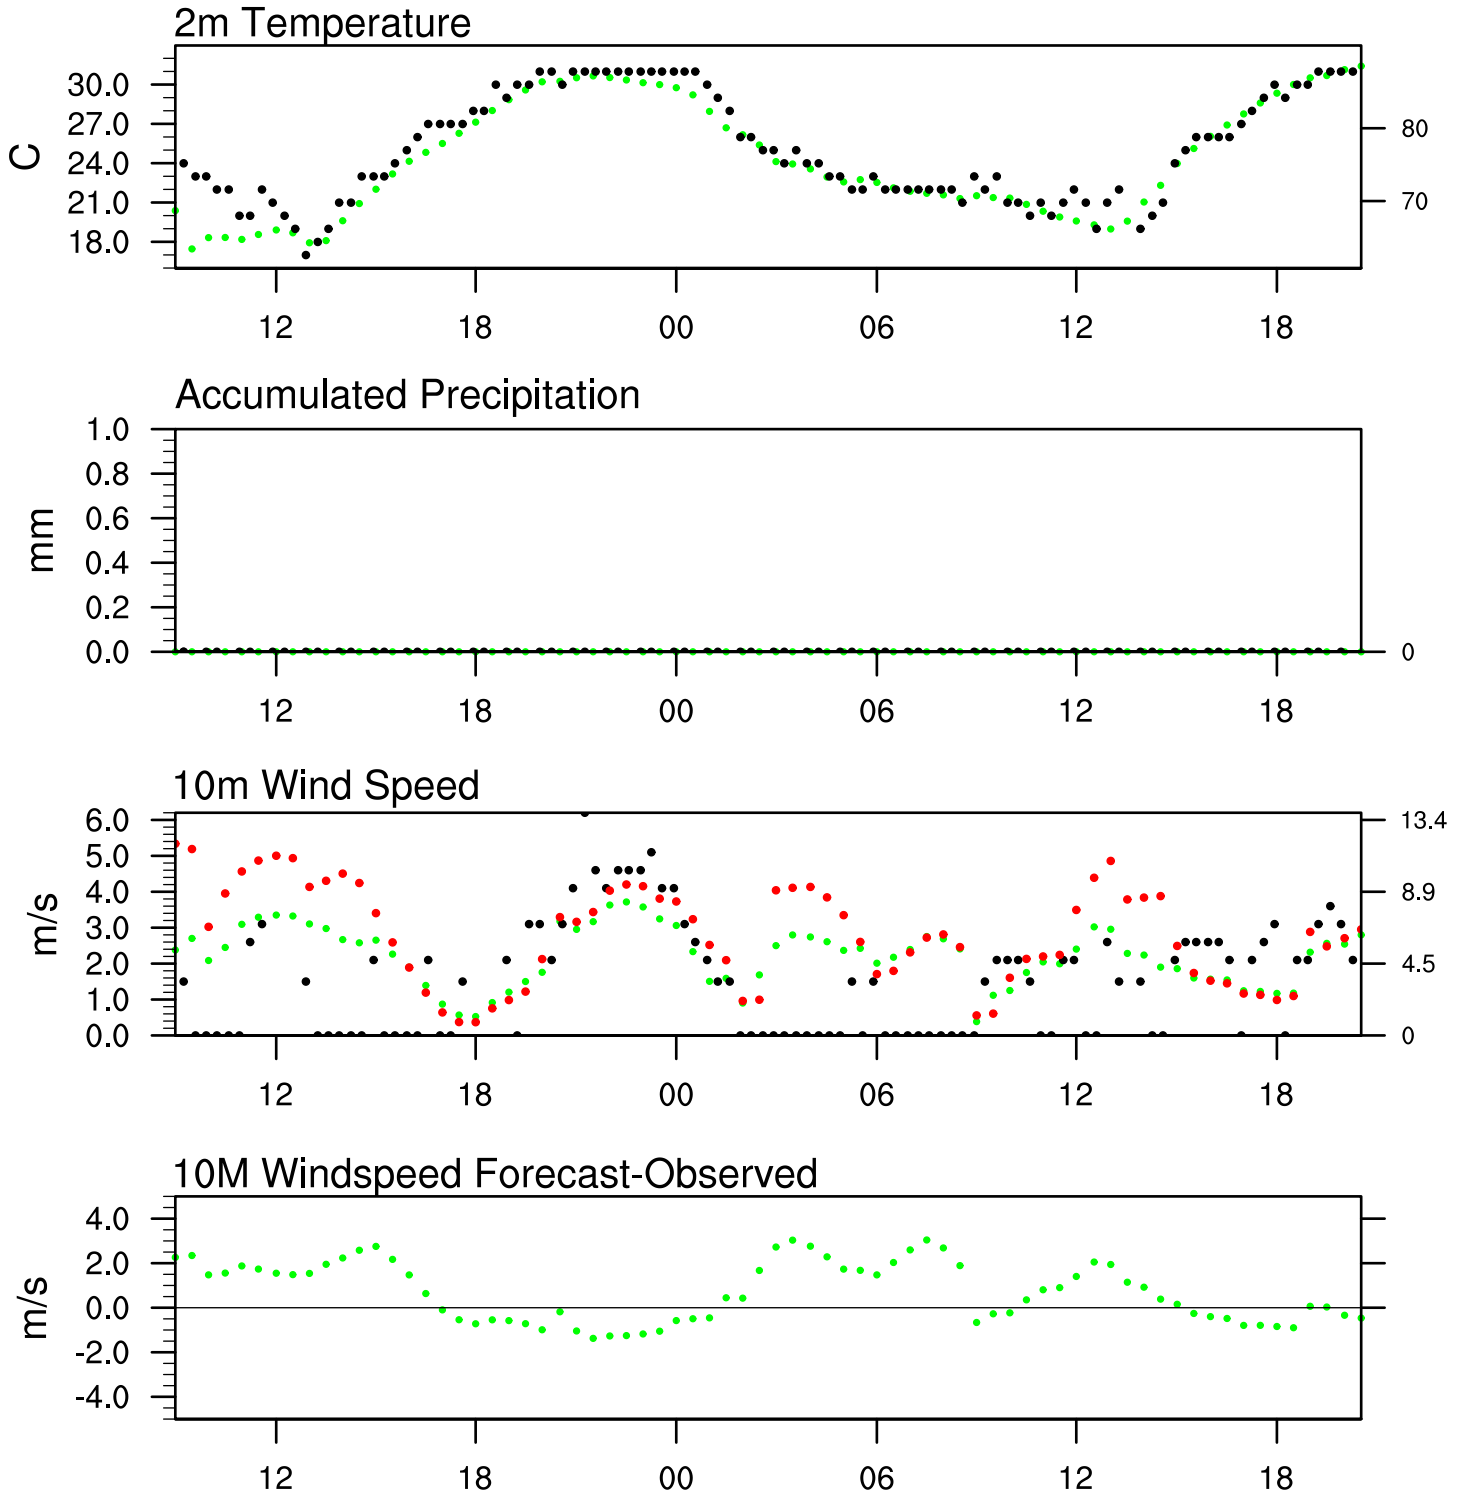 2m Temperature
30.0
27.0
24.0
21.0
18.0
C
80
70
12 18 00 06 12 18
Accumulated Precipitation
1.0
0.8
0.6
0.4
0.2
0.0
mm
0
12 18 00 06 12 18
10m Wind Speed
6.0
5.0
4.0
3.0
2.0
1.0
0.0
m/s
13.4
8.9
4.5
0
12 18 00 06 12 18
10M Windspeed Forecast-Observed
4.0
2.0
0.0
-2.0
-4.0
m/s
12 18 00 06 12 18